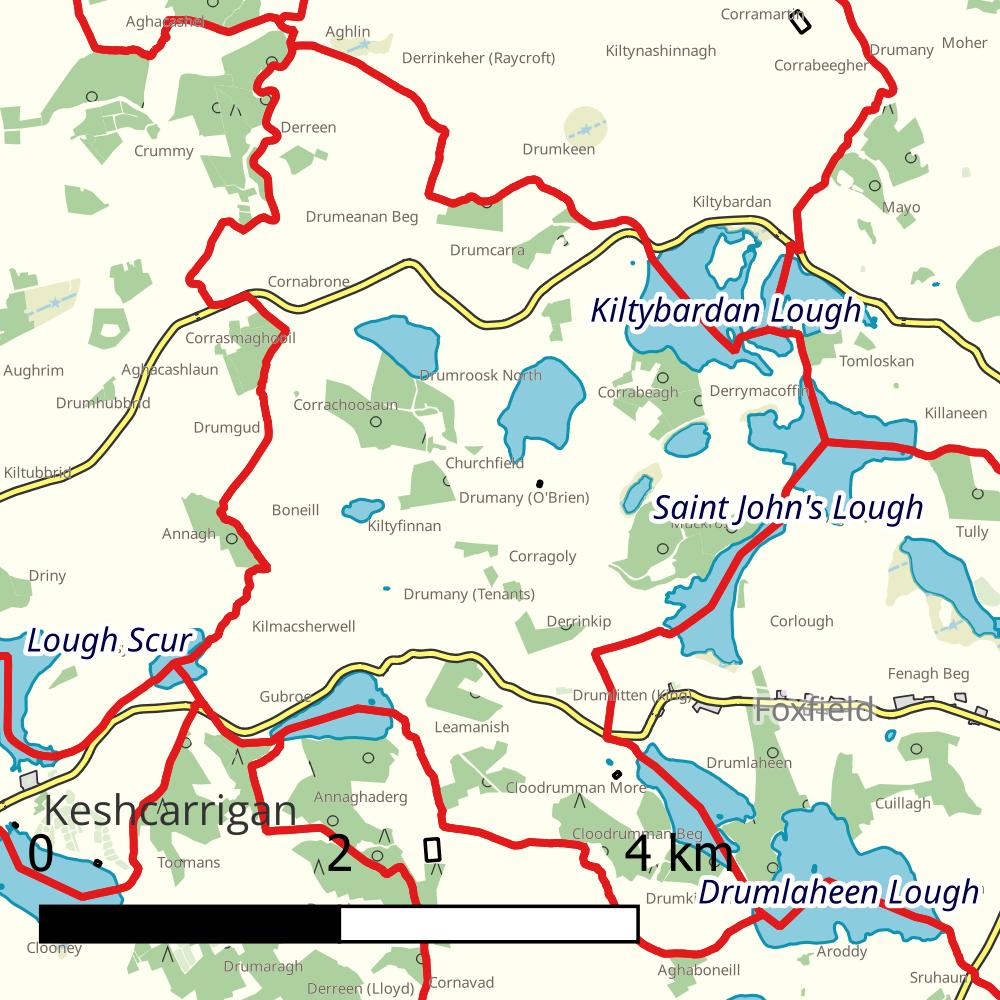 Corramartin
Aghacashel
Aghlin
Drumany
Moher
Kiltynashinnagh
Derrinkeher (Raycroft)
Corrabeegher
Derreen
Crummy
Drumkeen
Kiltybardan
Mayo
Drumeanan Beg
Drumcarra
Cornabrone
Kiltybardan Lough
Corrasmaghooil
Tomloskan
Aughrim
Aghacashlaun
Drumroosk North
Corrabeagh
Derrymacoffin
Drumhubbrid
Corrachoosaun
Killaneen
Drumgud
Churchfield
Kiltubbrid
Drumany (O'Brien)
Boneill
Saint John's Lough
Kiltyfinnan
Annagh
Tully
Corragoly
Driny
Drumany (Tenants)
Derrinkip
Corlough
Kilmacsherwell
Lough Scur
Fenagh Beg
Gubroe
Drumlitten (King)
Foxfield
Leamanish
Drumlaheen
Cloodrumman More
Annaghaderg
Cuillagh
Keshcarrigan
Cloodrumman Beg
0
2
4 km
Toomans
Drumlaheen Lough
Clooney
Aroddy
Drumaragh
Aghaboneill
Sruhaun
Cornavad
Derreen (Lloyd)